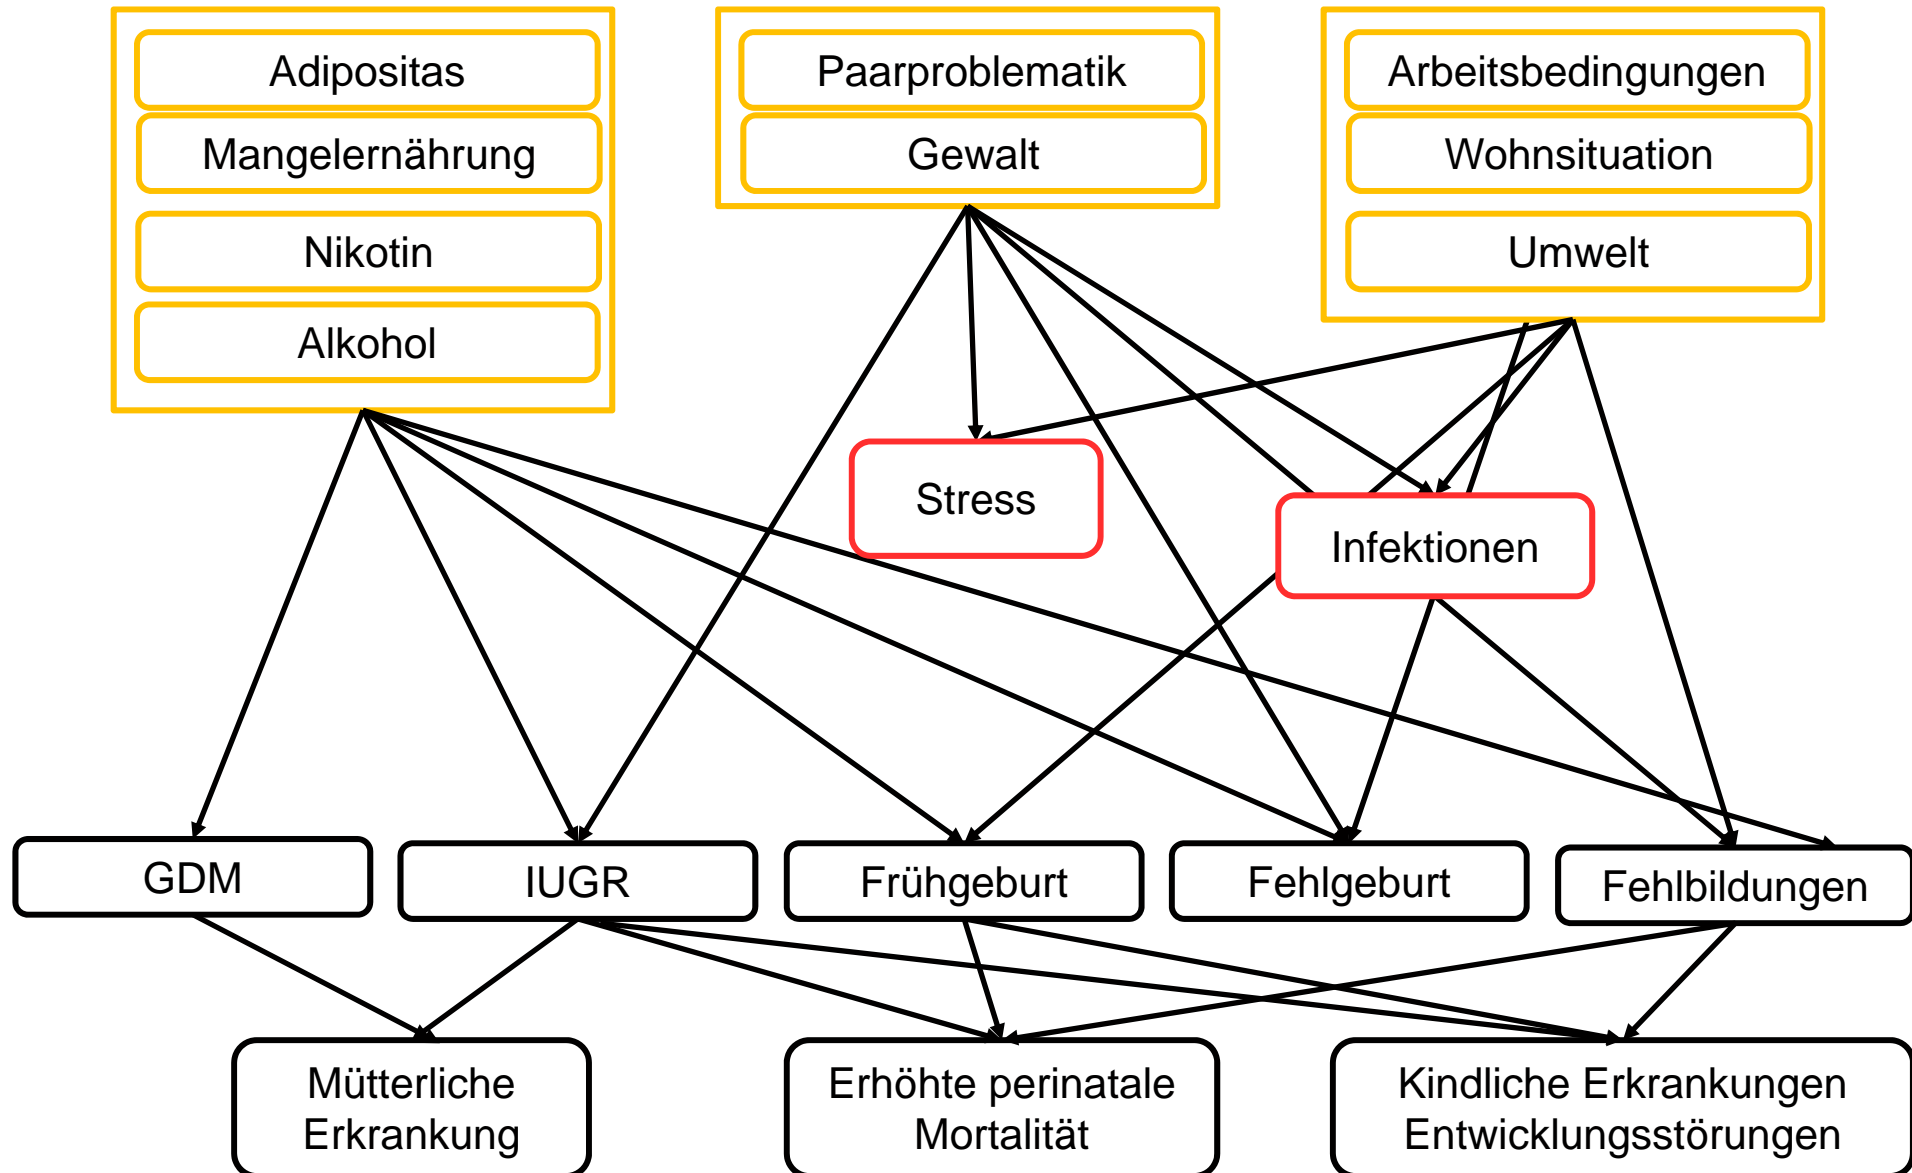 Adipositas
Mangelernährung
Nikotin
Alkohol
Paarproblematik
Gewalt
Arbeitsbedingungen
Wohnsituation
Umwelt
Stress
Infektionen
GDM
IUGR
Frühgeburt
Fehlgeburt
Fehlbildungen
Mütterliche
Erkrankung
Erhöhte perinatale
Mortalität
Kindliche Erkrankungen
Entwicklungsstörungen